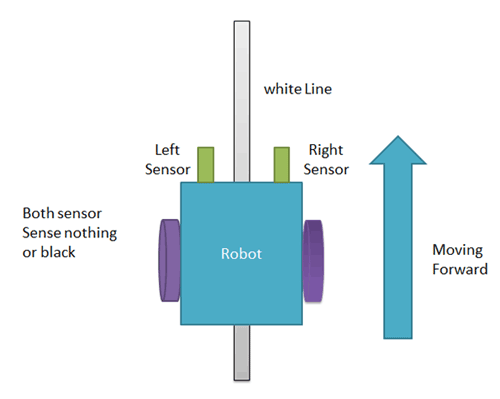 white Line
Left
Sensor
Right
Sensor
Both sensor
Sense nothing
or black
Robot
Moving
Forward